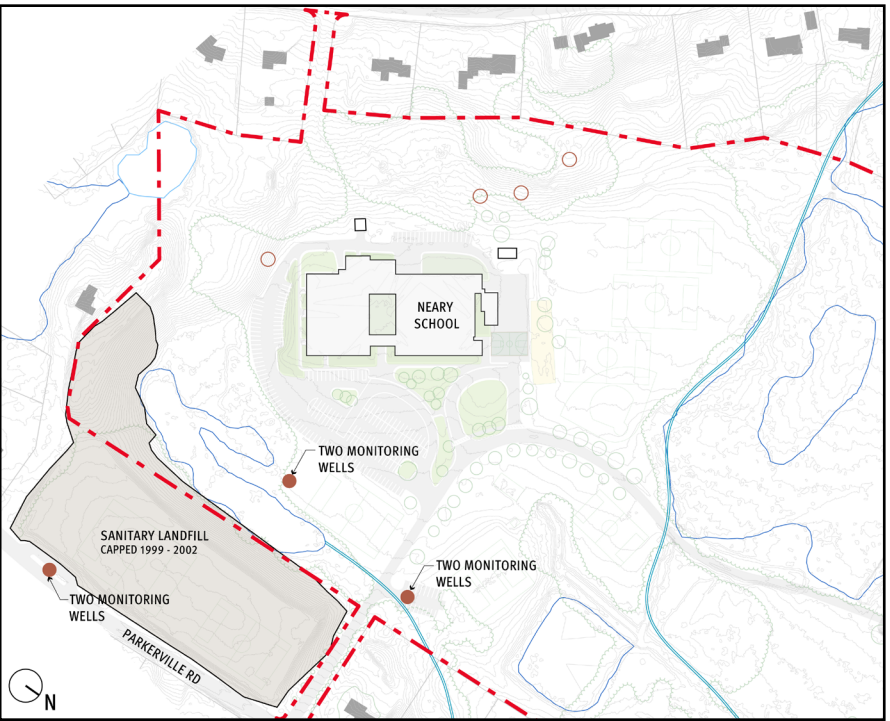 NEARY
SCHOOL
TWO MONITORING
WELLS
SANITARY LANDFILL
CAPPED 1999 - 2002
TWO MONITORING
WELLS
TWO MONITORING
WELLS
PARKERVILLE RD
N